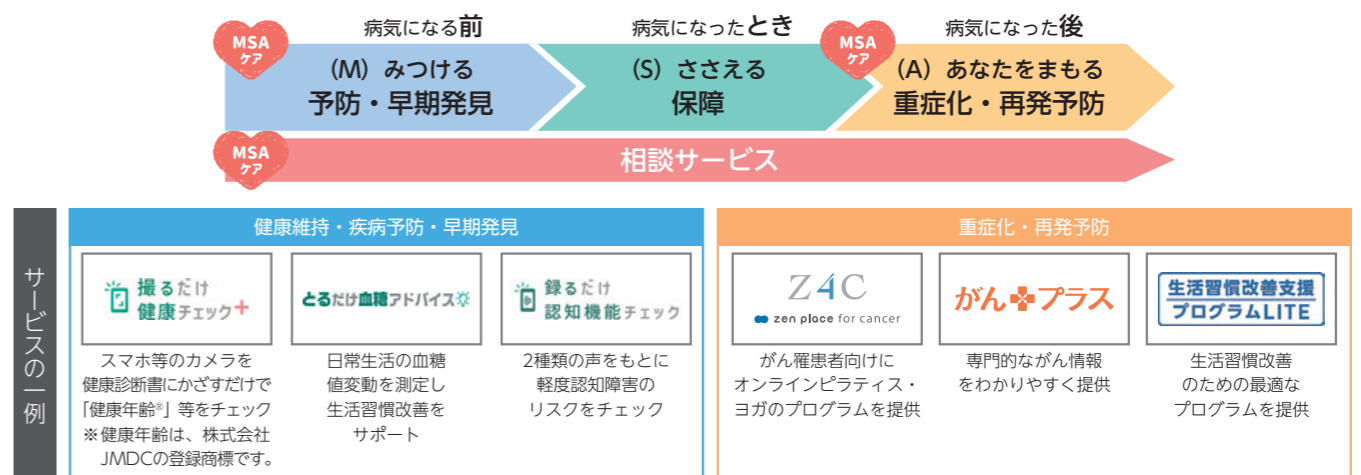 病気になる前
病気になったとき
病気になった後
MSA
ケア
(M) みつける
予防・早期発見
(S) ささえる
保障
MSA
ケア
(A) あなたをまもる
重症化・再発予防
MSA
ケア
相談サービス
サービスの一例
健康維持・疾病予防・早期発見
撮るだけ
健康チェック+
スマホ等のカメラを
健康診断書にかざすだけで
「健康年齢®」等をチェック
※健康年齢は、株式会社
JMDCの登録商標です。
とるだけ血糖アドバイス
日常生活の血糖
値変動を測定し
生活習慣改善を
サポート
録るだけ
認知機能チェック
2種類の声をもとに
軽度認知障害の
リスクをチェック
重症化・再発予防
Z4C
zen place for cancer
がん罹患者向けに
オンラインピラティス・
ヨガのプログラムを提供
がんプラス
専門的ながん情報
をわかりやすく提供
生活習慣改善支援
プログラムLITE
生活習慣改善
のための最適な
プログラムを提供